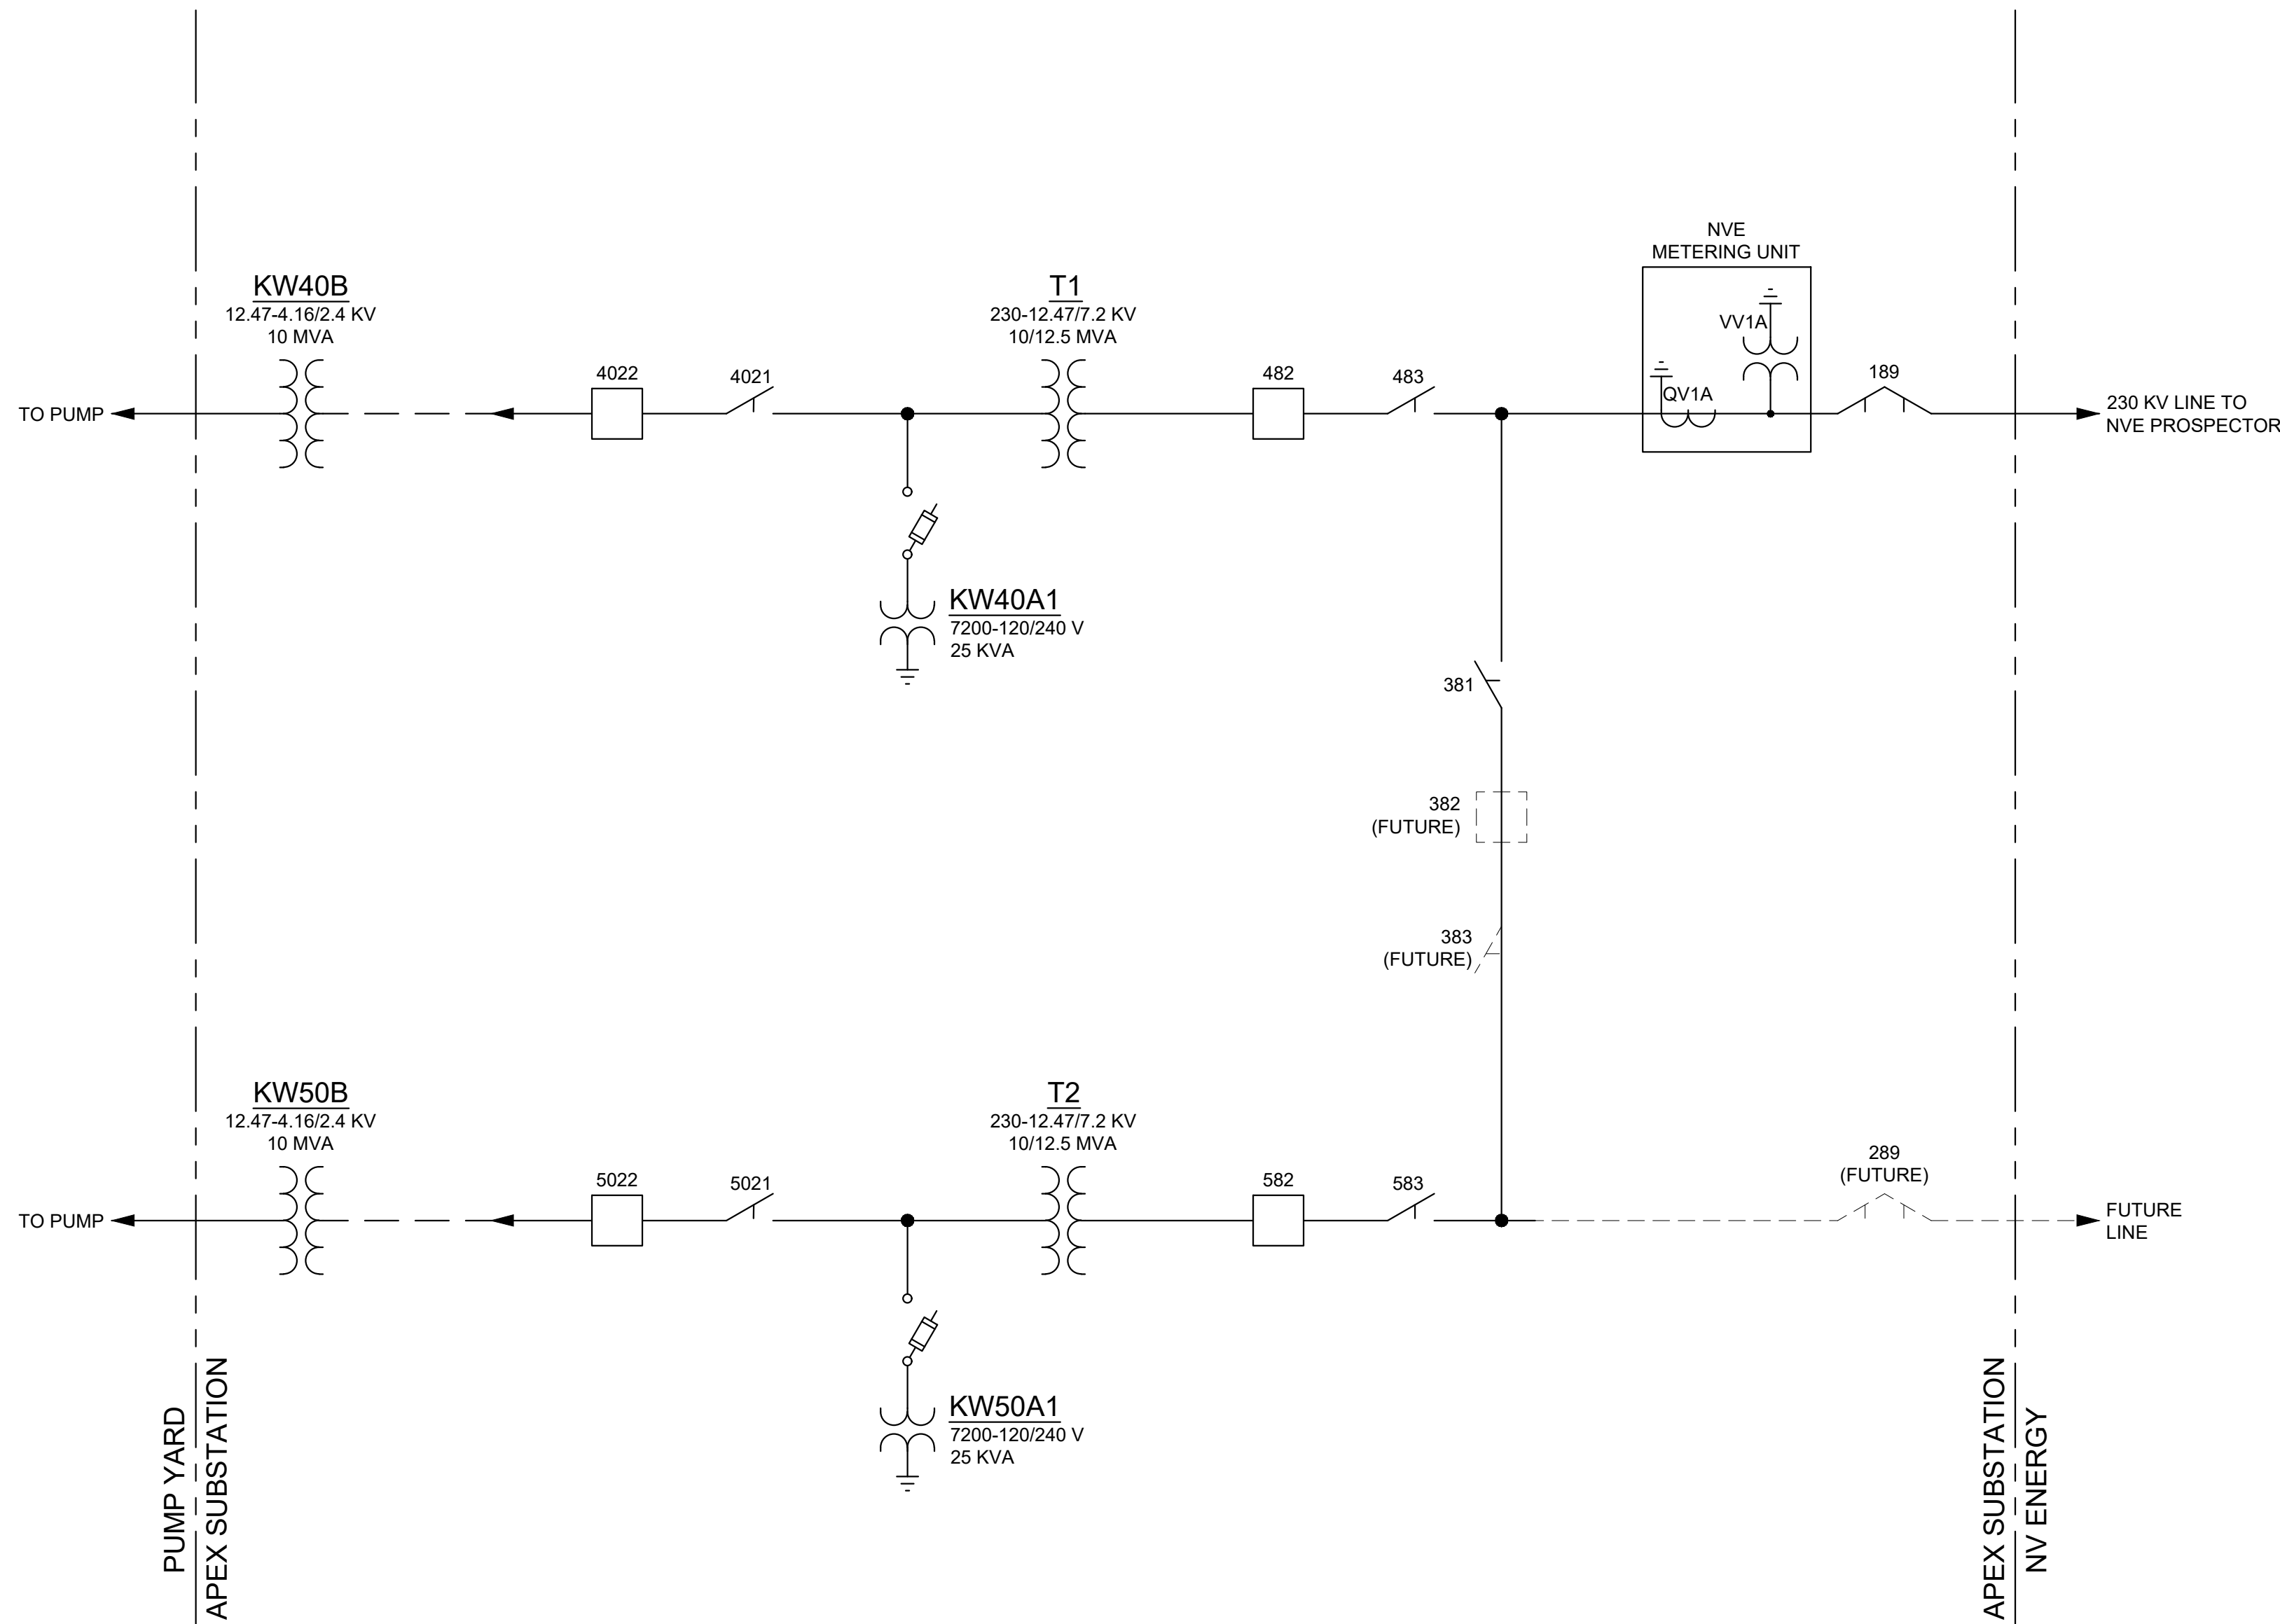 NVE
METERING UNIT
KW40B
12.47-4.16/2.4 KV
10 MVA
T1
230-12.47/7.2 KV
10/12.5 MVA
VV1A
4022
4021
482
483
QV1A
189
TO PUMP
230 KV LINE TO
NVE PROSPECTOR
KW40A1
7200-120/240 V
25 KVA
381
382
(FUTURE)
383
(FUTURE)
KW50B
12.47-4.16/2.4 KV
10 MVA
T2
230-12.47/7.2 KV
10/12.5 MVA
5022
5021
582
583
289
(FUTURE)
TO PUMP
FUTURE
LINE
KW50A1
7200-120/240 V
25 KVA
PUMP YARD
APEX SUBSTATION
APEX SUBSTATION
NV ENERGY